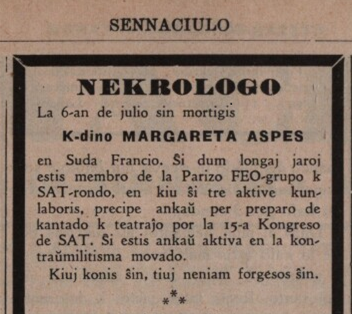 SENNACIULO
NEKROLOGO
La 6-an de julio sin mortigis
K-dino MARGARETA ASPES
en Suda Francio. Ŝi dum longaj jaroj
estis membro de la Parizo FEO-grupo k
SAT-rondo, en kiu ŝi tre aktive kun-
laboris, precipe ankaŭ per preparo de
kantado k teatraĵo por la 15-a Kongreso
de SAT. Ŝi estis ankaŭ aktiva en la kon-
traŭmilitisma movado.
Kiuj konis ŝin, tiuj neniam forgesos ŝin.
***